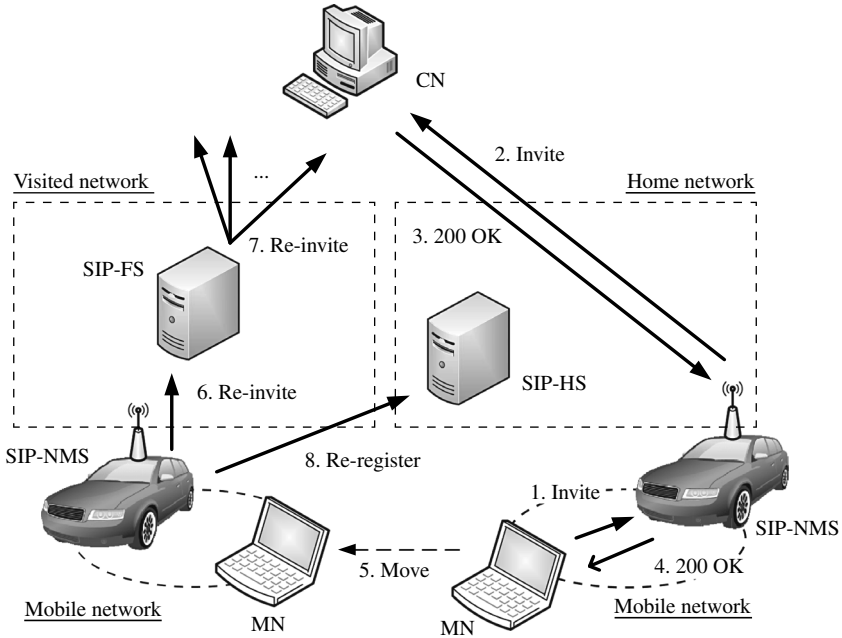 CN
2. Invite
...
Visited network
Home network
3. 200 OK
7. Re-invite
SIP-FS
SIP-HS
6. Re-invite
SIP-NMS
8. Re-register
1. Invite
SIP-NMS
5. Move
4. 200 OK
Mobile network
MN
MN
Mobile network